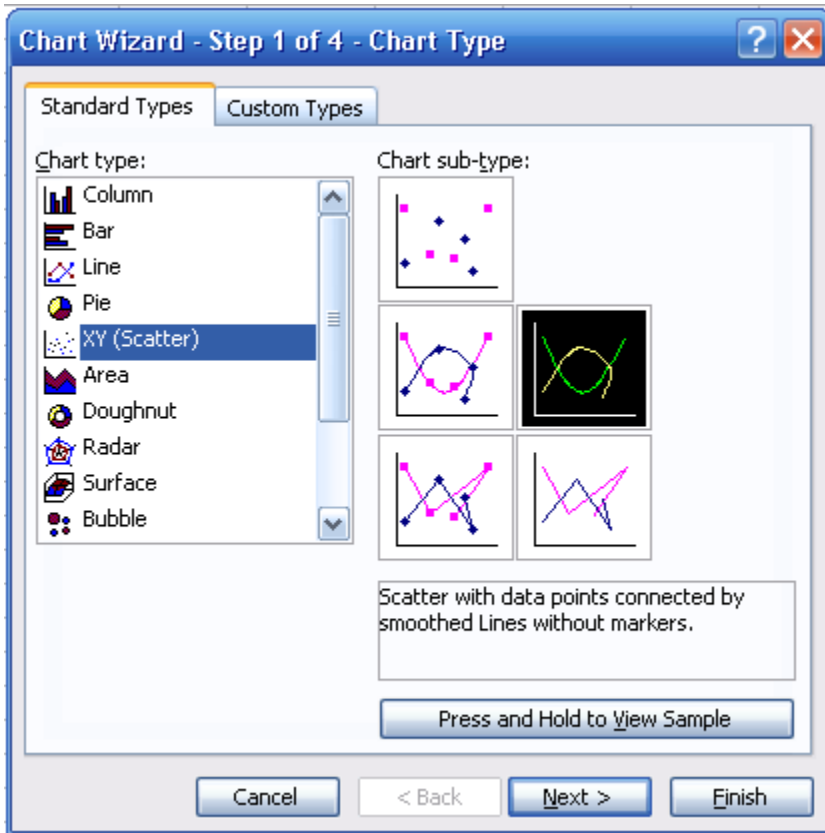 Chart Wizard - Step 1 of 4 - Chart Type
?
Standard Types
Custom Types
Chart type:
Column
Bar
Line
Pie
XY (Scatter)
Area
Doughnut
Radar
Surface
Bubble
Chart sub-type:
Scatter with data points connected by
smoothed Lines without markers.
Press and Hold to View Sample
Cancel
< Back
Next >
Finish